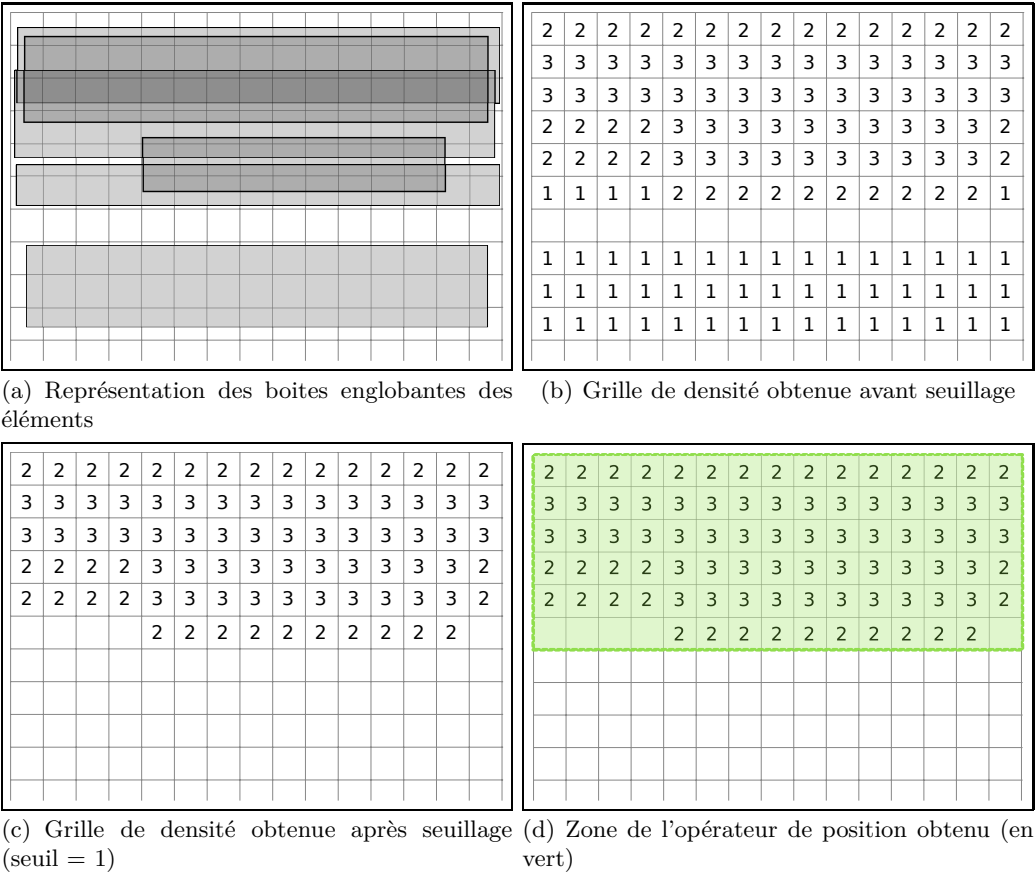 2 2 2 2 2 2 2 2 2 2 2 2 2 2 2
3 3 3 3 3 3 3 3 3 3 3 3 3 3 3
3 3 3 3 3 3 3 3 3 3 3 3 3 3 3
2 2 2 2 3 3 3 3 3 3 3 3 3 3 2
2 2 2 2 3 3 3 3 3 3 3 3 3 3 2
1 1 1 1 2 2 2 2 2 2 2 2 2 2 1
1 1 1 1 1 1 1 1 1 1 1 1 1 1 1
1 1 1 1 1 1 1 1 1 1 1 1 1 1 1
1 1 1 1 1 1 1 1 1 1 1 1 1 1 1
(a) Représentation des boites englobantes des
éléments
(b) Grille de densité obtenue avant seuillage
2 2 2 2 2 2 2 2 2 2 2 2 2 2 2
3 3 3 3 3 3 3 3 3 3 3 3 3 3 3
3 3 3 3 3 3 3 3 3 3 3 3 3 3 3
2 2 2 2 3 3 3 3 3 3 3 3 3 3 2
2 2 2 2 3 3 3 3 3 3 3 3 3 3 2
2 2 2 2 2 2 2 2 2 2
2 2 2 2 2 2 2 2 2 2 2 2 2 2 2
3 3 3 3 3 3 3 3 3 3 3 3 3 3 3
3 3 3 3 3 3 3 3 3 3 3 3 3 3 3
2 2 2 2 3 3 3 3 3 3 3 3 3 3 2
2 2 2 2 3 3 3 3 3 3 3 3 3 3 2
2 2 2 2 2 2 2 2 2 2
(c) Grille de densité obtenue après seuillage
(seuil = 1)
(d) Zone de l'opérateur de position obtenu (en
vert)